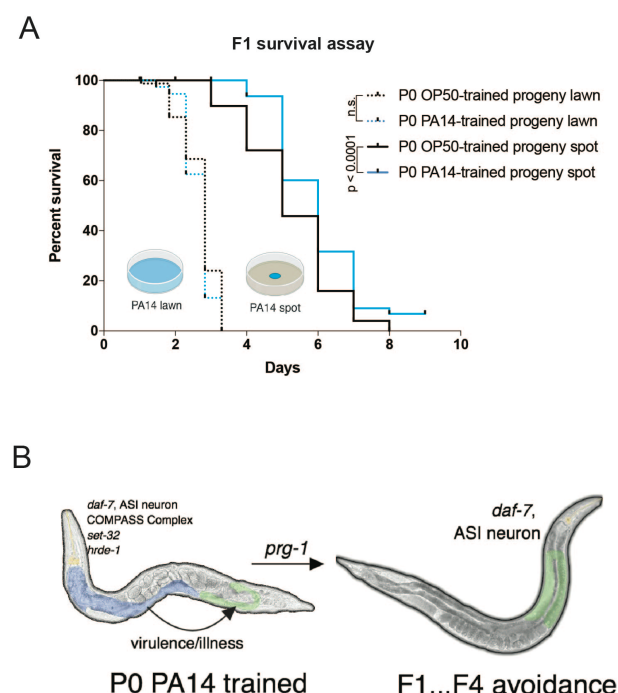 A
F1 survival assay
Percent survival
100
80
60
40
20
0
0 2 4 6 8 10
Days
PA14 lawn
PA14 spot
n.s.
P0 OP50-trained progeny lawn
P0 PA14-trained progeny lawn
p < 0.0001
P0 OP50-trained progeny spot
P0 PA14-trained progeny spot
B
daf-7, ASI neuron
COMPASS Complex
set-32
hrde-1
virulence/illness
prg-1
daf-7,
ASI neuron
P0 PA14 trained
F1...F4 avoidance